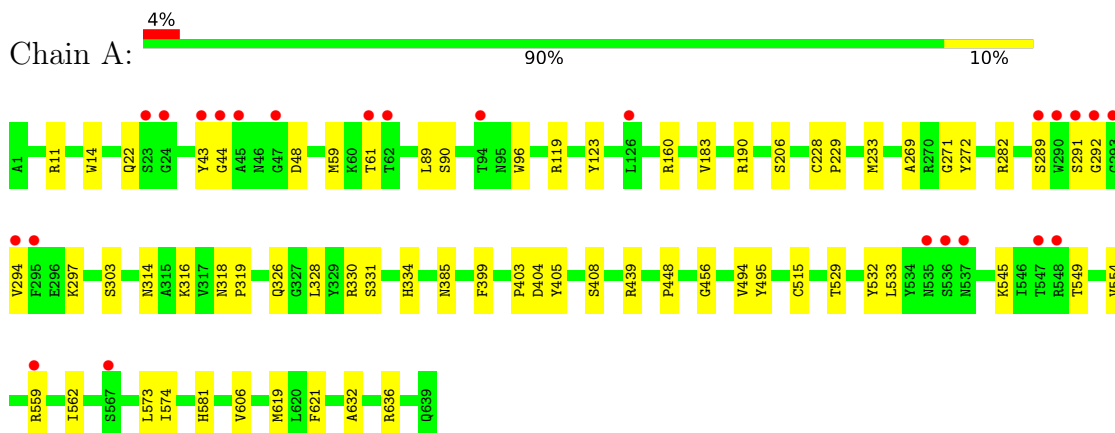 4%
Chain A:
90% 10%
A1 R11 W14 Q22 S23 G24 Y43 G44 A45 N46 G47 D48 M59 K60 T61 T62 L89 S90 T94 N95 W96 R119 Y123 L126 R160 V183 R190 S206 C228 P229 M233 A269 R270 G271 Y272 R282 S289 W290 S291 G292 G293
V294 F295 E296 K297 S303 N314 A315 K316 V317 N318 P319 Q326 G327 L328 Y329 R330 S331 H334 N385 F399 P403 D404 Y405 S408 R439 P448 G456 V494 Y495 C515 T529 Y532 L533 Y534 N535 S536 N537 K545 I546 T547 R548 T549 V554
R559 I562 S567 L573 I574 H581 V606 M619 L620 F621 A632 R636 Q639